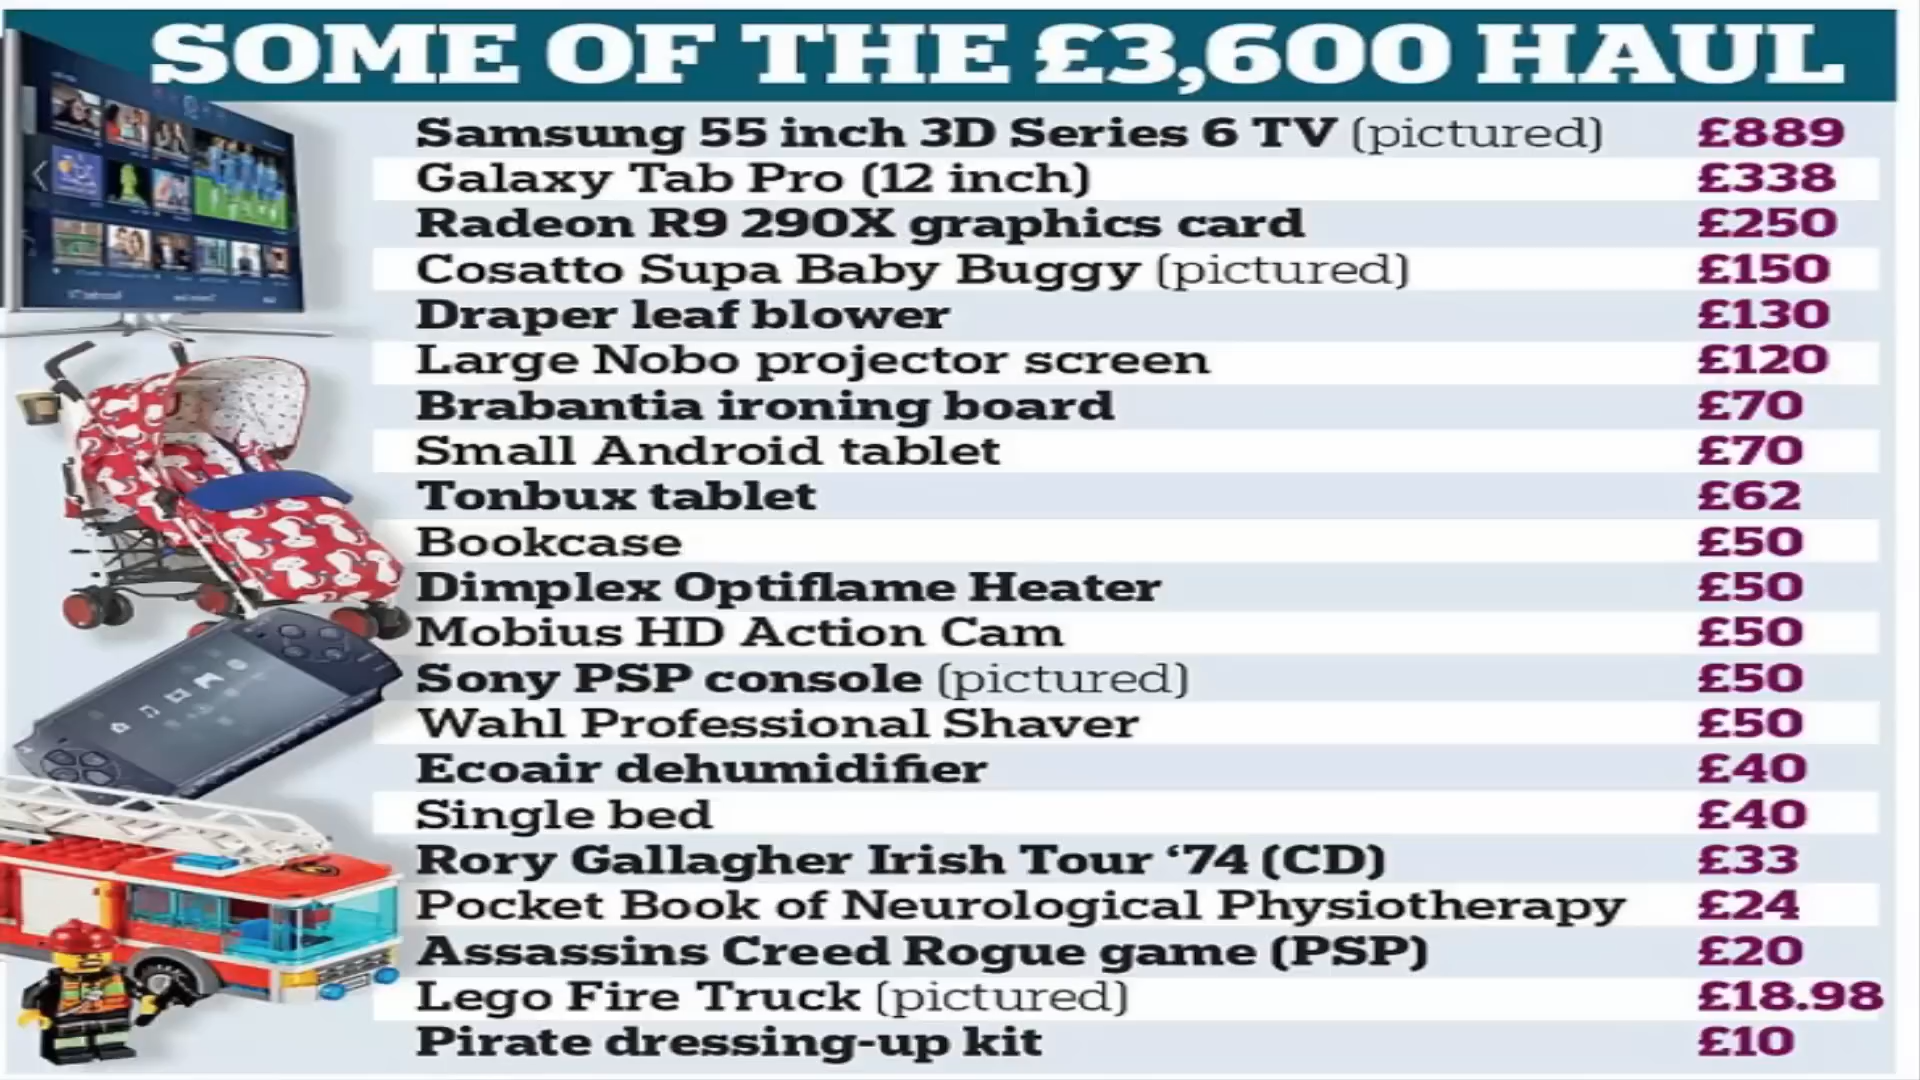 SOME OF THE £3,600 HAUL
Samsung 55 inch 3D Series 6 TV (pictured) £889
Galaxy Tab Pro (12 inch) £338
Radeon R9 290X graphics card £250
Cosatto Supa Baby Buggy (pictured) £150
Draper leaf blower £130
Large Nobo projector screen £120
Brabantia ironing board £70
Small Android tablet £70
Tonbux tablet £62
Bookcase £50
Dimplex Optiflame Heater £50
Mobius HD Action Cam £50
Sony PSP console (pictured) £50
Wahl Professional Shaver £50
Ecoair dehumidifier £40
Single bed £40
Rory Gallagher Irish Tour ‘74 (CD) £33
Pocket Book of Neurological Physiotherapy £24
Assassins Creed Rogue game (PSP) £20
Lego Fire Truck (pictured) £18.98
Pirate dressing-up kit £10